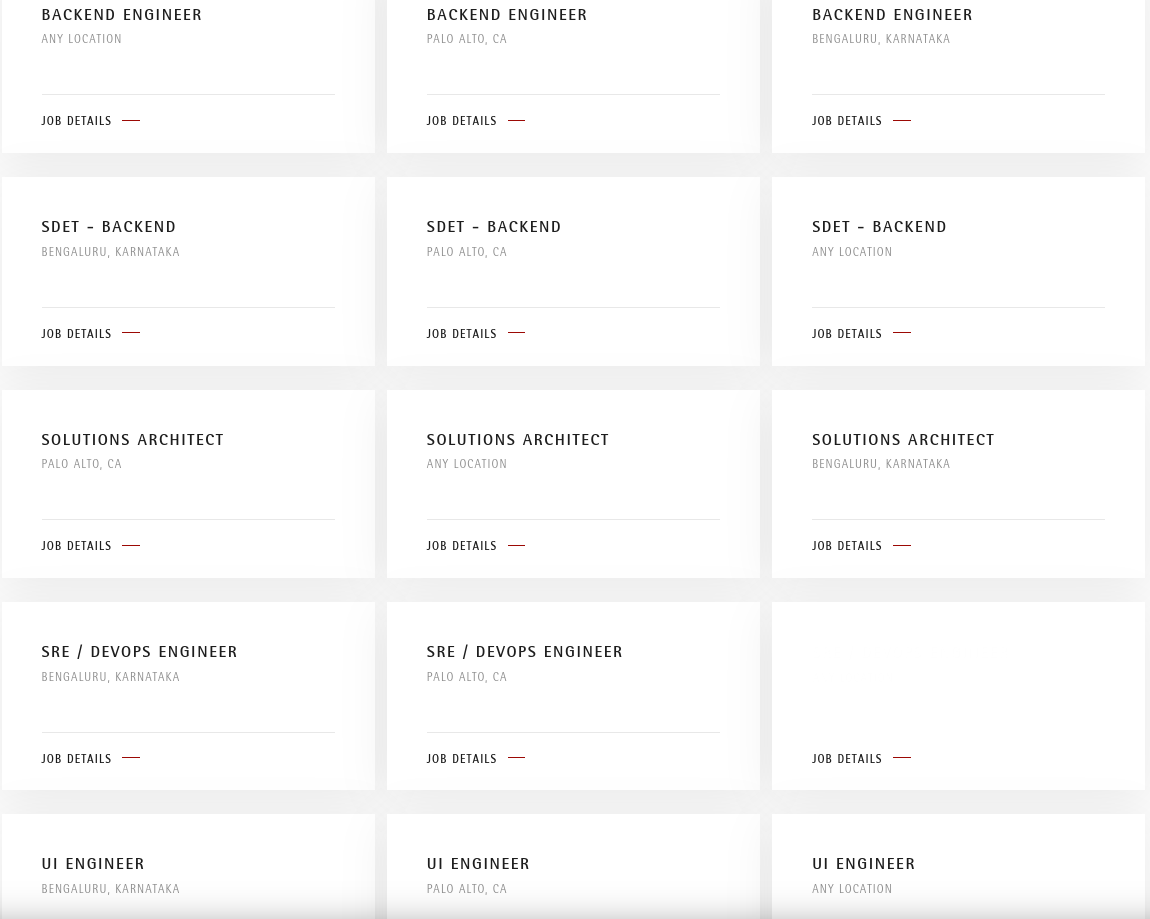 BACKEND ENGINEER
ANY LOCATION
JOB DETAILS
BACKEND ENGINEER
PALO ALTO, CA
JOB DETAILS
BACKEND ENGINEER
BENGALURU, KARNATAKA
JOB DETAILS
SDET - BACKEND
BENGALURU, KARNATAKA
JOB DETAILS
SDET - BACKEND
PALO ALTO, CA
JOB DETAILS
SDET - BACKEND
ANY LOCATION
JOB DETAILS
SOLUTIONS ARCHITECT
PALO ALTO, CA
JOB DETAILS
SOLUTIONS ARCHITECT
ANY LOCATION
JOB DETAILS
SOLUTIONS ARCHITECT
BENGALURU, KARNATAKA
JOB DETAILS
SRE / DEVOPS ENGINEER
BENGALURU, KARNATAKA
JOB DETAILS
SRE / DEVOPS ENGINEER
PALO ALTO, CA
JOB DETAILS
JOB DETAILS
UI ENGINEER
BENGALURU, KARNATAKA
UI ENGINEER
PALO ALTO, CA
UI ENGINEER
ANY LOCATION